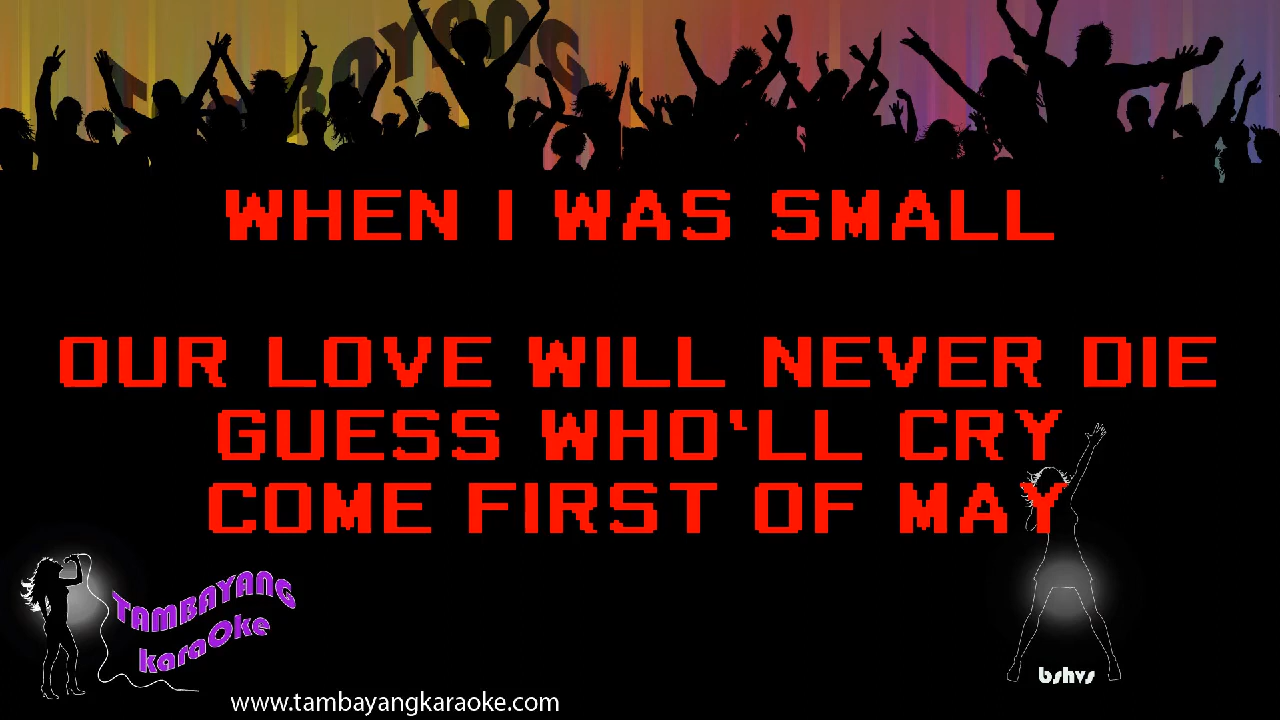 TAMBAYANG
WHEN I WAS SMALL
OUR LOVE WILL NEVER DIE
GUESS WHO'LL CRY
COME FIRST OF MAY
TAMBAYANG
karaOke
bshvs
www.tambayangkaraoke.com